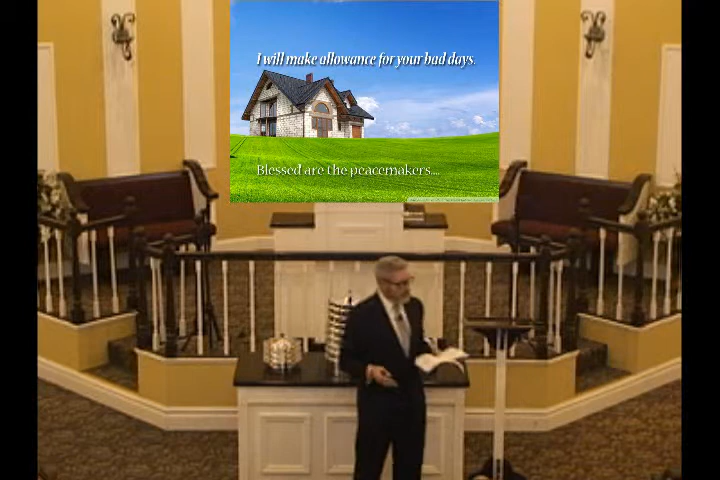 I will make allowance for your bad days.
Blessed are the peacemakers....